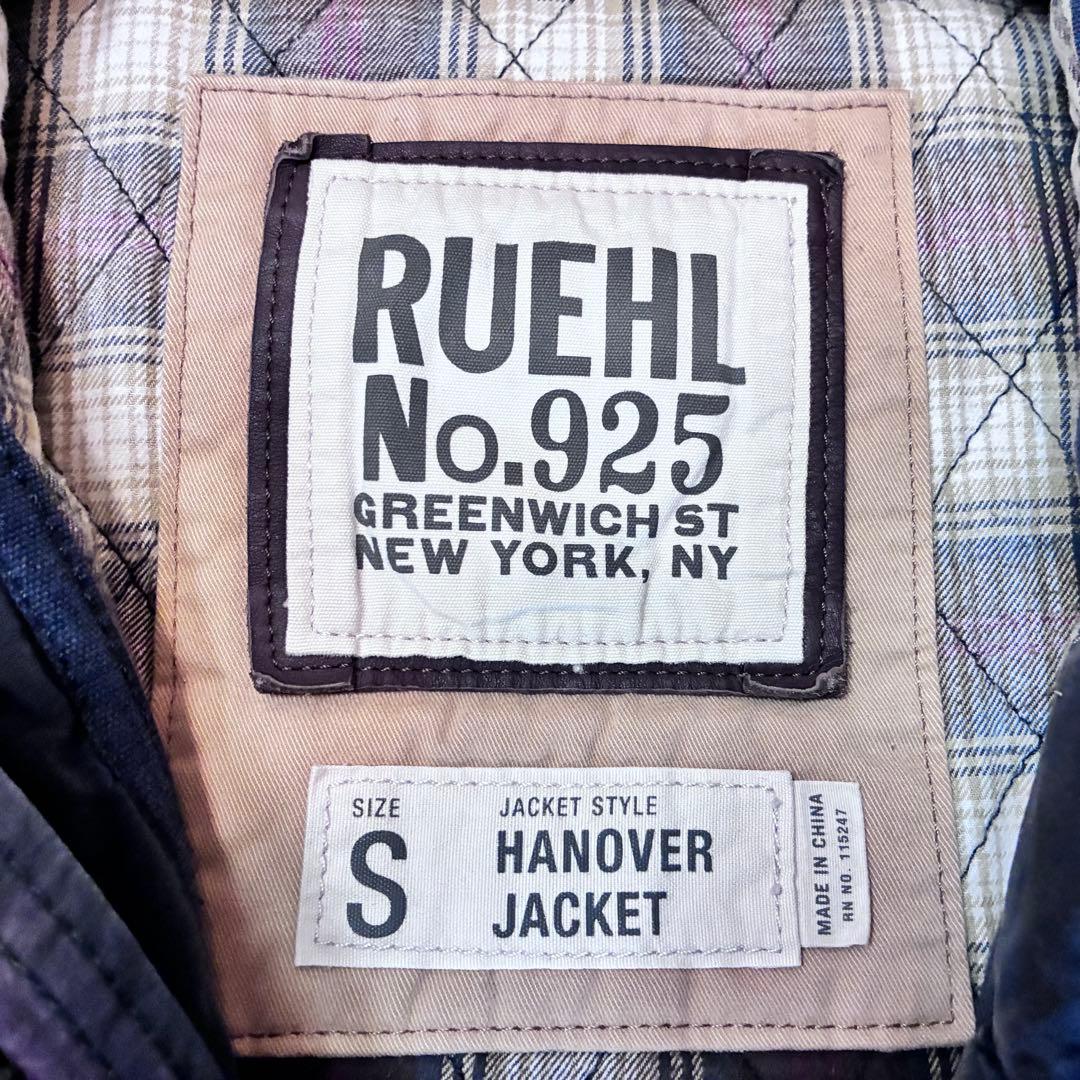 RUEHL
No.925
GREENWICH ST
NEW YORK, NY
SIZE
S
JACKET STYLE
HANOVER
JACKET
MADE IN CHINA
RN NO. 115247